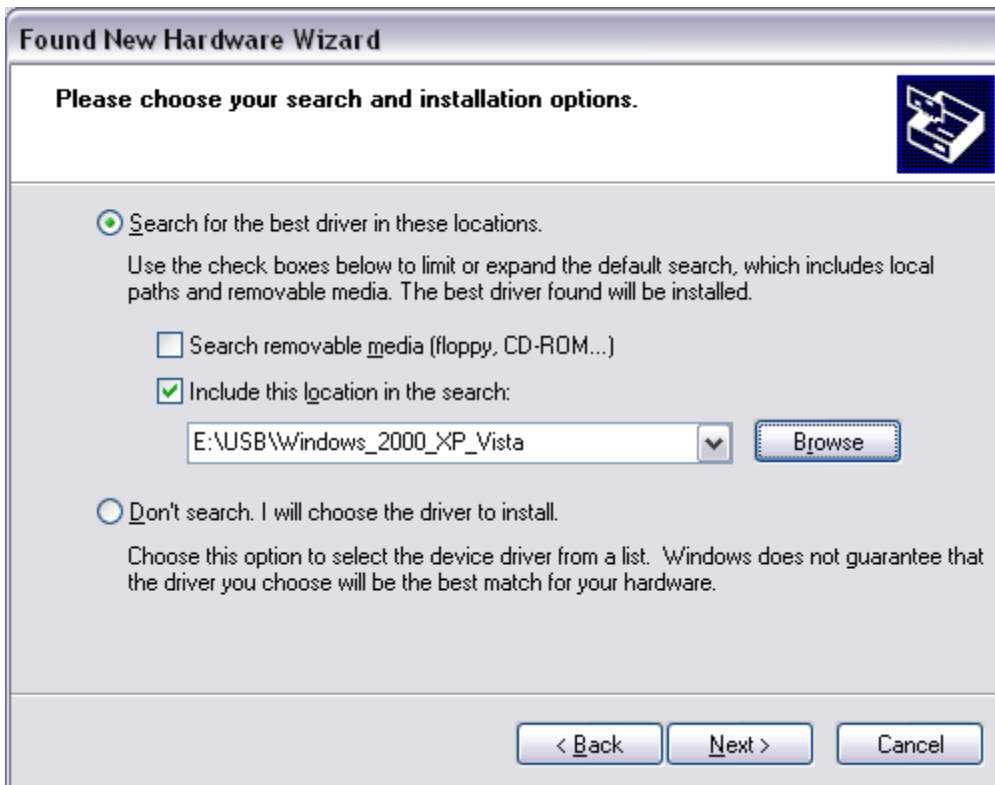 Found New Hardware Wizard
Please choose your search and installation options.
Search for the best driver in these locations.
Use the check boxes below to limit or expand the default search, which includes local
paths and removable media. The best driver found will be installed.
Search removable media (floppy, CD-ROM...)
Include this location in the search:
E:\USB\Windows_2000_XP_Vista
Browse
Don't search. I will choose the driver to install.
Choose this option to select the device driver from a list.  Windows does not guarantee that
the driver you choose will be the best match for your hardware.
< Back
Next >
Cancel